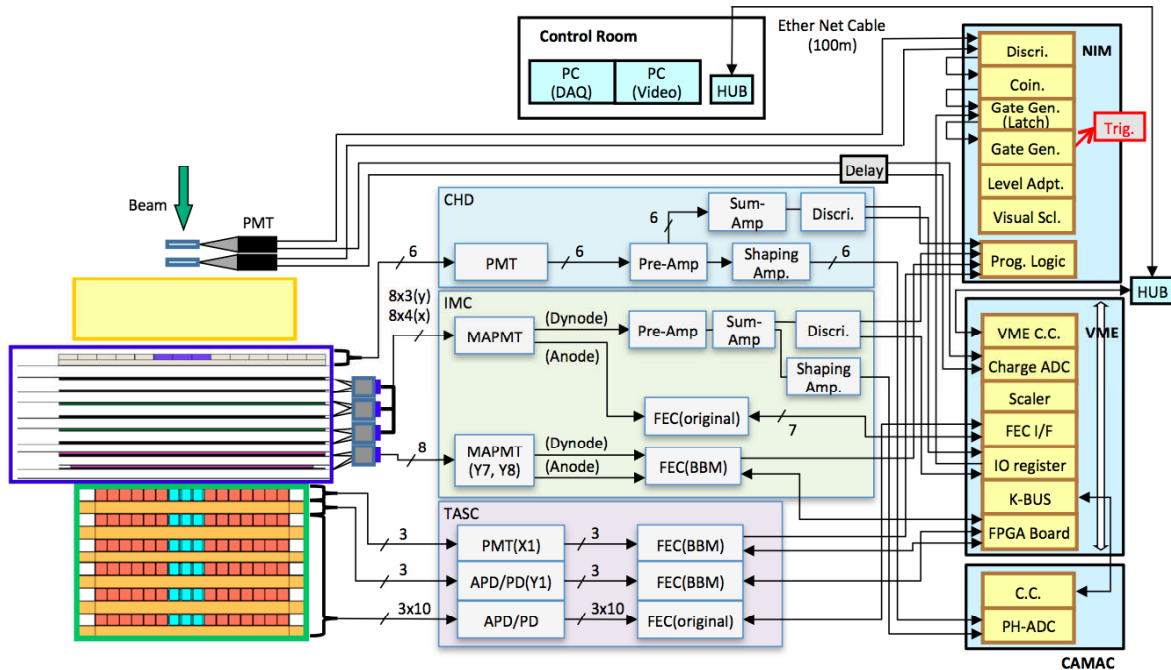 Control Room
PC
(DAQ)
PC
(Video)
HUB
Ether Net Cable
(100m)
NIM
Discri.
Coin.
Gate Gen.
(Latch)
Gate Gen.
Level Adpt.
Visual Scl.
Prog. Logic
Trig.
HUB
Delay
Beam
PMT
CHD
6
PMT
6
Pre-Amp
6
Sum-
Amp
Discri.
Shaping
Amp.
6
IMC
8x3(y)
8x4(x)
MAPMT
(Dynode)
(Anode)
Pre-Amp
Sum-
Amp
Discri.
Shaping
Amp.
FEC(original)
7
8
MAPMT
(Y7, Y8)
(Dynode)
(Anode)
FEC(BBM)
TASC
3
PMT(X1)
3
FEC(BBM)
3
APD/PD(Y1)
3
FEC(BBM)
3x10
APD/PD
3x10
FEC(original)
VME
VME C.C.
Charge ADC
Scaler
FEC I/F
IO register
K-BUS
FPGA Board
C.C.
PH-ADC
CAMAC